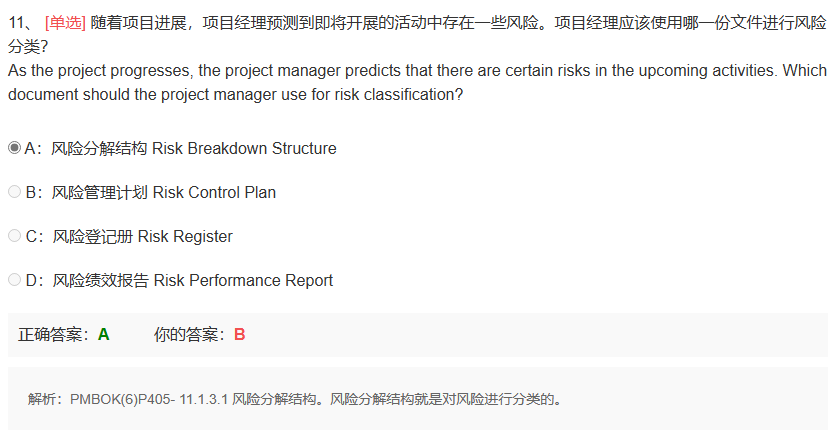 11、 [单选] 随着项目进展，项目经理预测到即将开展的活动中存在一些风险。项目经理应该使用哪一份文件进行风险
分类？
As the project progresses, the project manager predicts that there are certain risks in the upcoming activities. Which
document should the project manager use for risk classification?
A：风险分解结构 Risk Breakdown Structure
B：风险管理计划 Risk Control Plan
C：风险登记册 Risk Register
D：风险绩效报告 Risk Performance Report
正确答案：A 你的答案：B
解析：PMBOK(6)P405- 11.1.3.1 风险分解结构。风险分解结构就是对风险进行分类的。